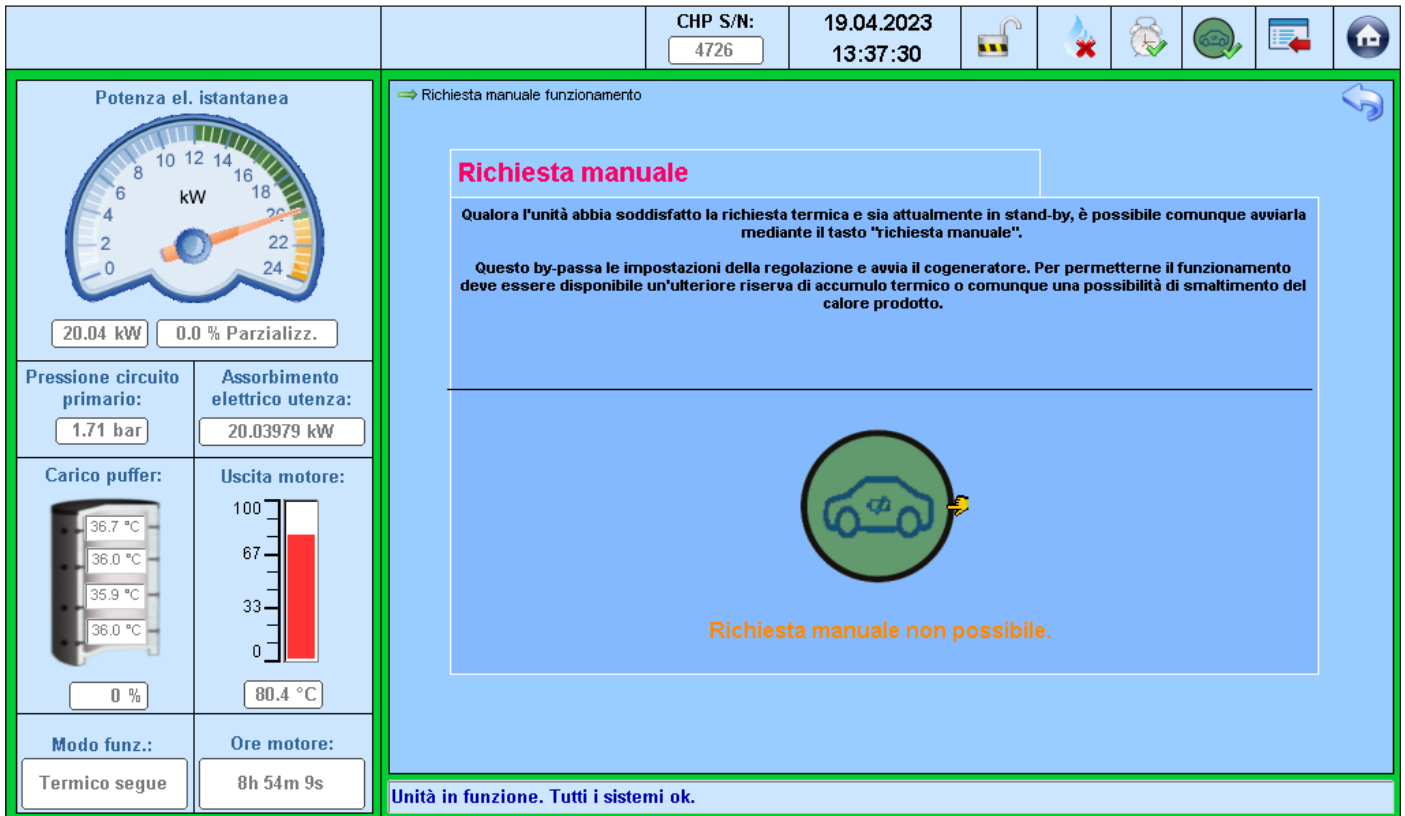 CHP S/N:
4726
19.04.2023
13:37:30
Potenza el. istantanea
0
2
4
6
8
10
12
14
16
18
20
22
24
kW
20.04 kW
0.0 % Parzializz.
Pressione circuito
primario:
1.71 bar
Assorbimento
elettrico utenza:
20.03979 kW
Carico puffer:
36.7 °C
36.0 °C
35.9 °C
36.0 °C
0 %
Uscita motore:
100
67
33
0
80.4 °C
Modo funz.:
Termico segue
Ore motore:
8h 54m 9s
Richiesta manuale funzionamento
Richiesta manuale
Qualora l'unità abbia soddisfatto la richiesta termica e sia attualmente in stand-by, è possibile comunque avviarla
mediante il tasto "richiesta manuale".
Questo by-passa le impostazioni della regolazione e avvia il cogeneratore. Per permetterne il funzionamento
deve essere disponibile un'ulteriore riserva di accumulo termico o comunque una possibilità di smaltimento del
calore prodotto.
Richiesta manuale non possibile.
Unità in funzione. Tutti i sistemi ok.